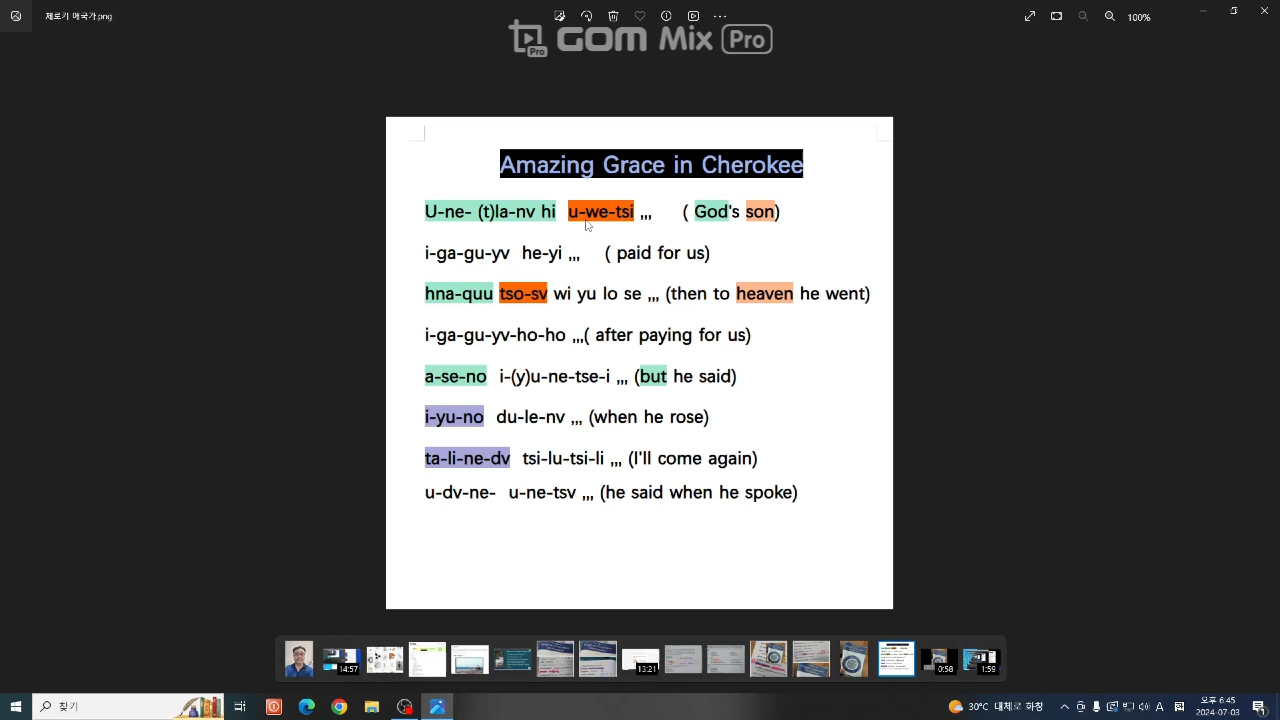 제로기 애국가.png
100%
GOM Mix Pro
Amazing Grace in Cherokee
U-ne- (t)la-nv hi u-we-tsi ,,, ( God's son)
i-ga-gu-yv he-yi ,,, ( paid for us)
hna-quu tso-sv wi yu lo se ,,, (then to heaven he went)
i-ga-gu-yv-ho-ho ,,,( after paying for us)
a-se-no i-(y)u-ne-tse-i ,,, (but he said)
i-yu-no du-le-nv ,,, (when he rose)
ta-li-ne-dv tsi-lu-tsi-li ,,, (I'll come again)
u-dv-ne- u-ne-tsv ,,, (he said when he spoke)
14:57
13:21
0:58
1:59
찾기
30°C 대체로 흐림
A
오후 6:45
2024-07-03